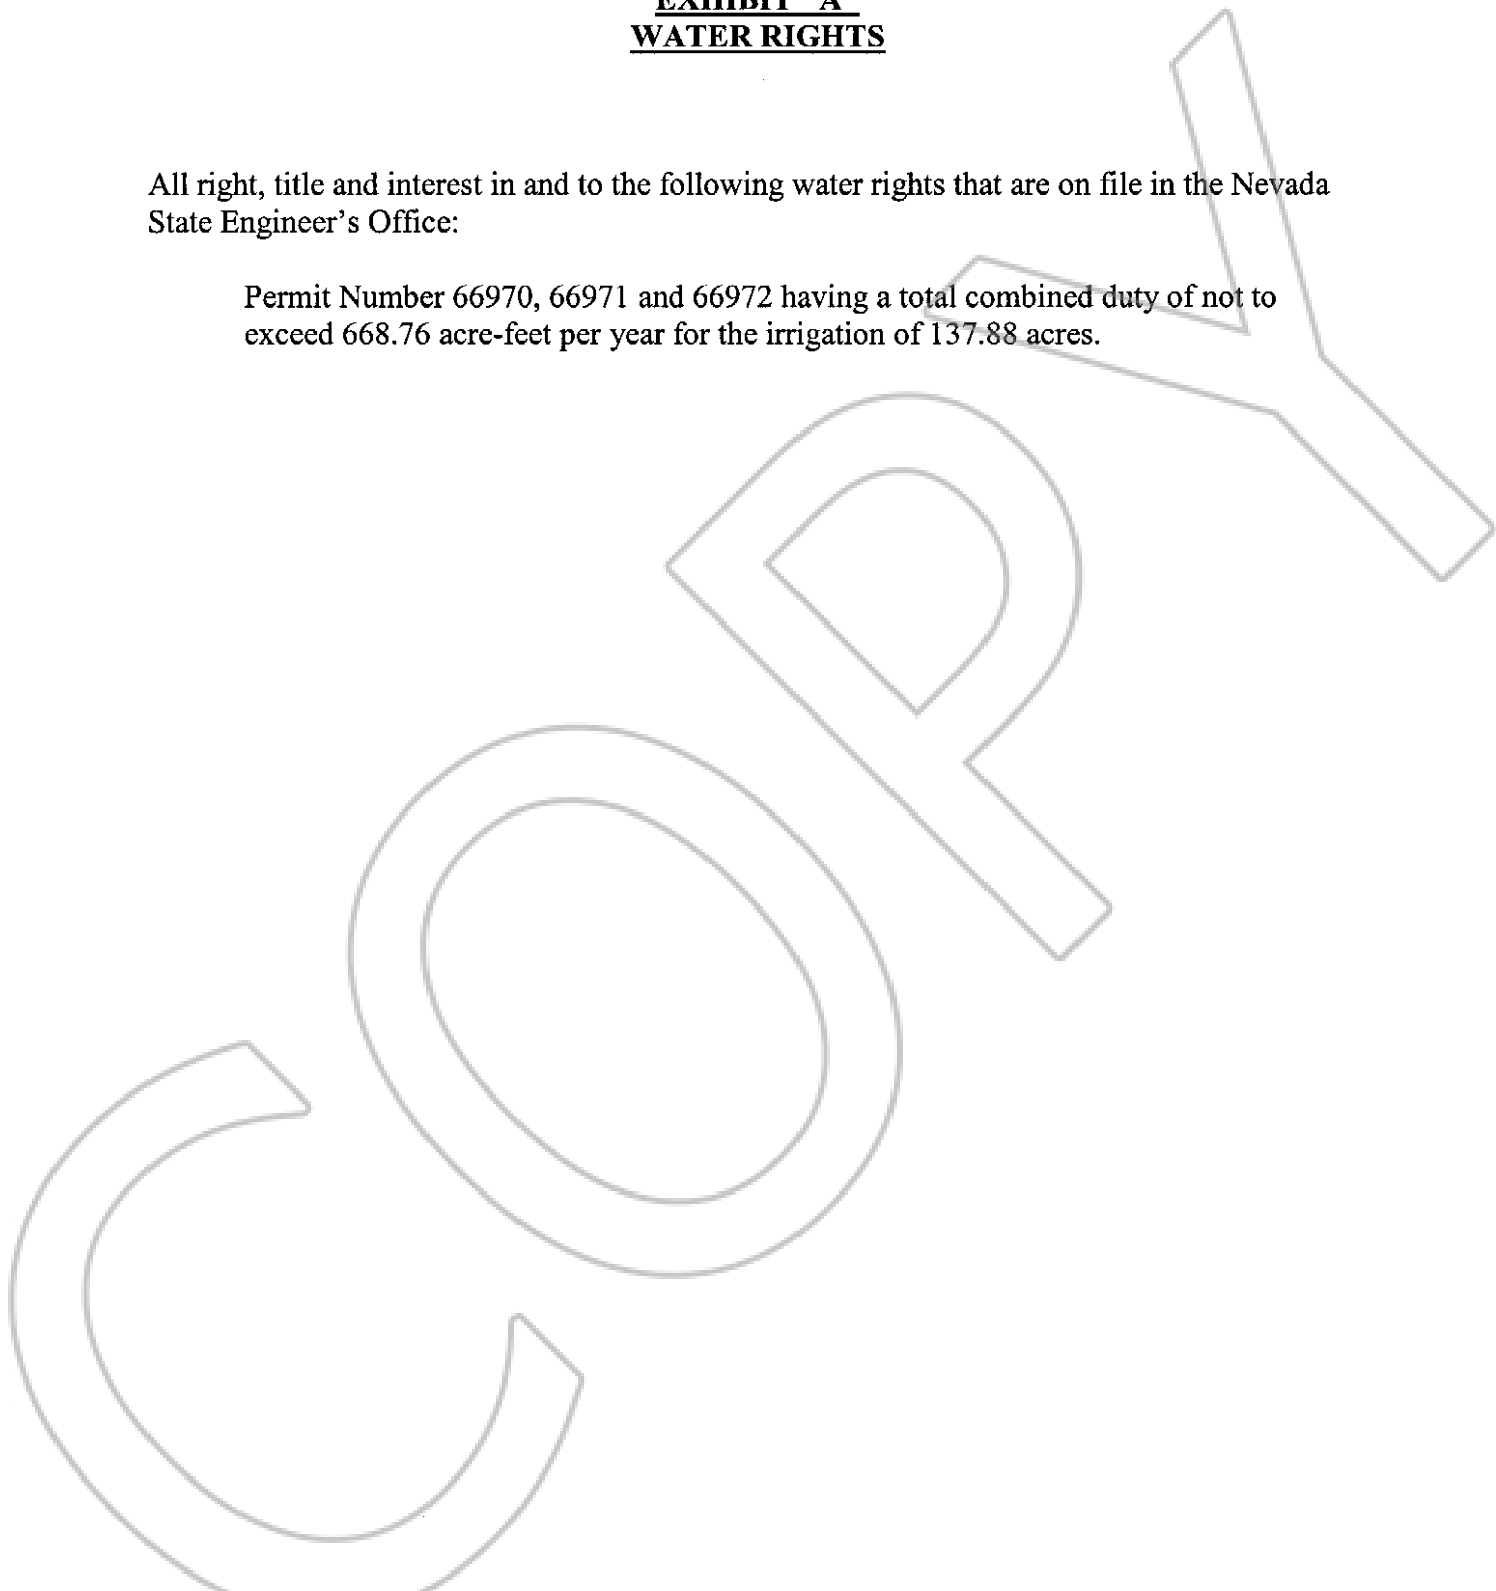 EXHIBIT "A"
WATER RIGHTS
All right, title and interest in and to the following water rights that are on file in the Nevada
State Engineer's Office:
Permit Number 66970, 66971 and 66972 having a total combined duty of not to
exceed 668.76 acre-feet per year for the irrigation of 137.88 acres.
COPY